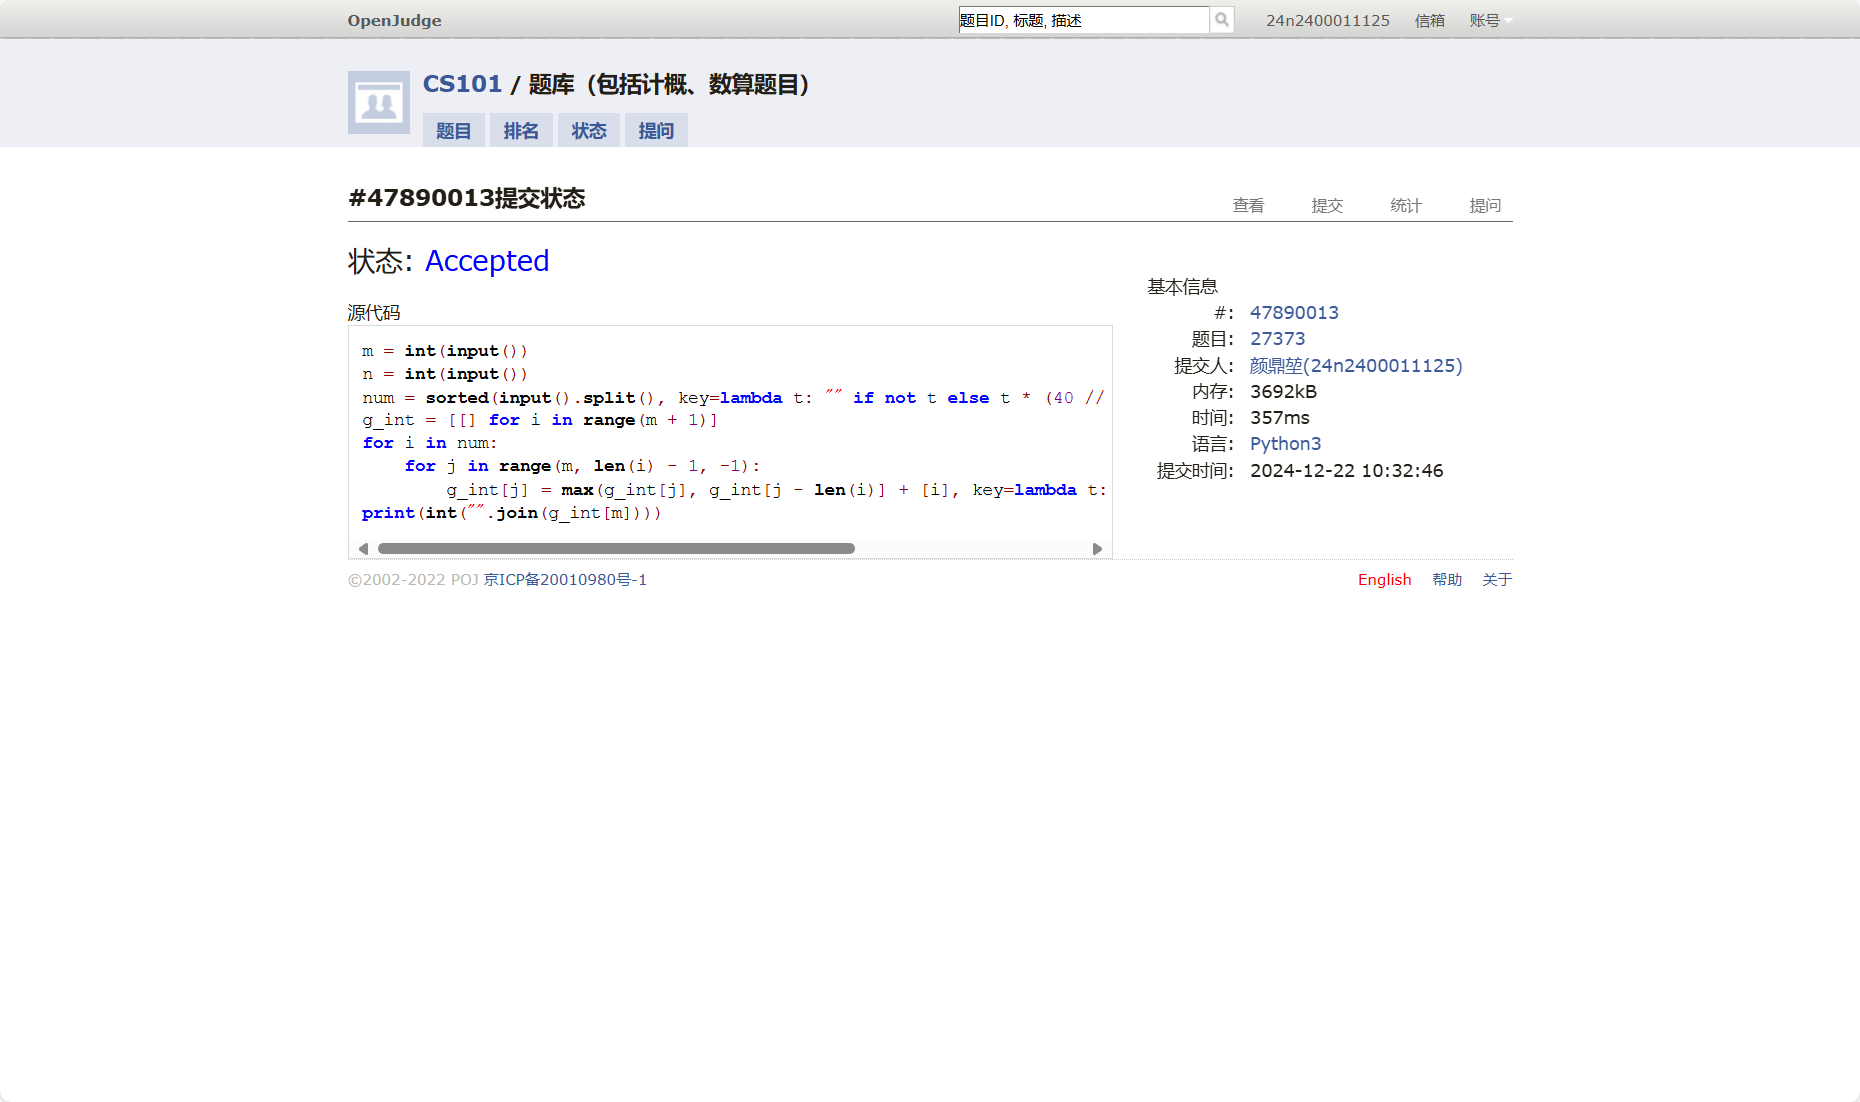 OpenJudge
题目ID, 标题, 描述
24n2400011125 信箱 账号
CS101 / 题库（包括计概、数算题目）
题目 排名 状态 提问
#47890013提交状态
查看 提交 统计 提问
状态: Accepted
源代码
m = int(input())
n = int(input())
num = sorted(input().split(), key=lambda t: "" if not t else t * (40 //
g_int = [[] for i in range(m + 1)]
for i in num:
    for j in range(m, len(i) - 1, -1):
        g_int[j] = max(g_int[j], g_int[j - len(i)] + [i], key=lambda t:
print(int("".join(g_int[m])))
基本信息
#: 47890013
题目: 27373
提交人: 颜鼎堃(24n2400011125)
内存: 3692kB
时间: 357ms
语言: Python3
提交时间: 2024-12-22 10:32:46
©2002-2022 POJ 京ICP备20010980号-1
English 帮助 关于